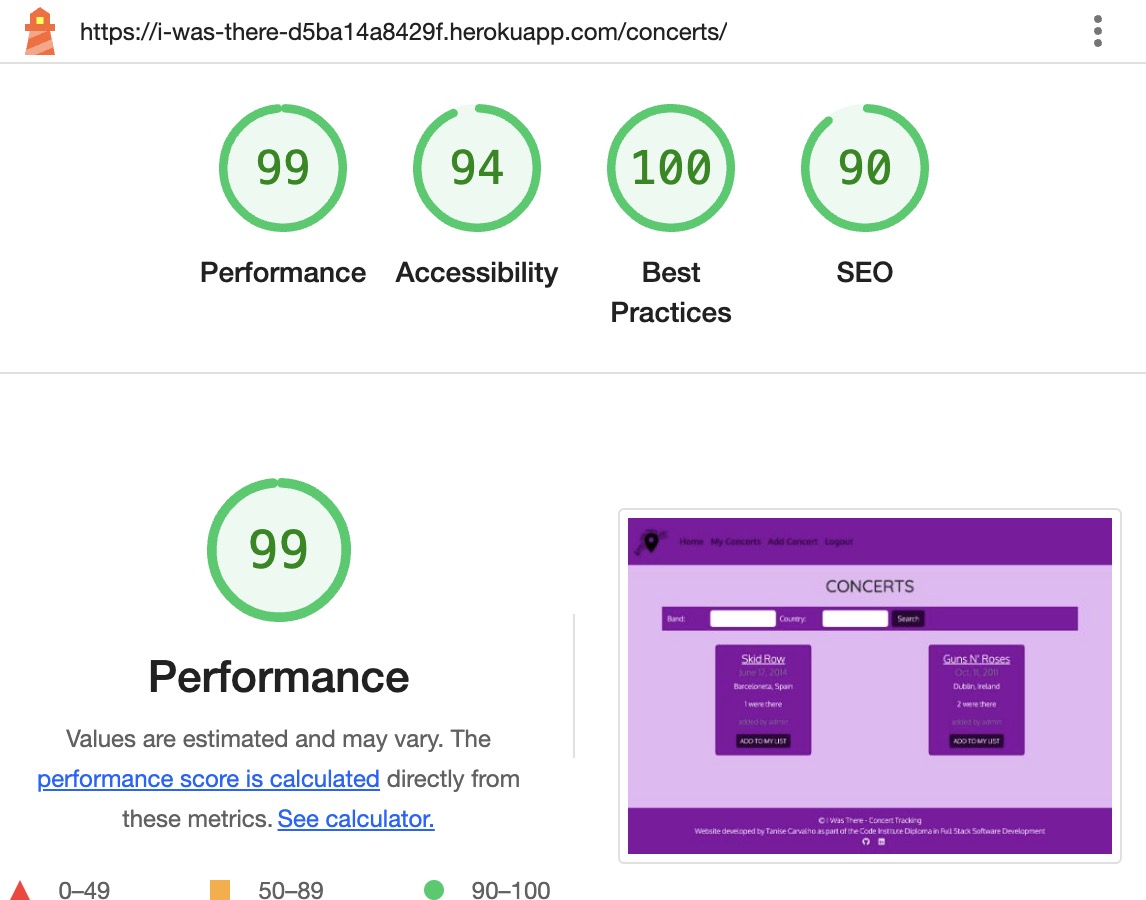 https://i-was-there-d5ba14a8429f.herokuapp.com/concerts/
99
94
100
90
Performance
Accessibility
Best
Practices
SEO
99
Performance
Values are estimated and may vary. The
performance score is calculated directly from
these metrics. See calculator.
0–49
50–89
90–100
Home My Concerts Add Concert Logout
CONCERTS
Band:
Country:
Search
Skid Row
June 17, 2014
Barceloneta, Spain
1 were there
added by admin
ADD TO MY LIST
Guns N' Roses
Oct. 11, 2011
Dublin, Ireland
2 were there
added by admin
ADD TO MY LIST
© I Was There - Concert Tracking
Website developed by Tanise Carvalho as part of the Code Institute Diploma in Full Stack Software Development